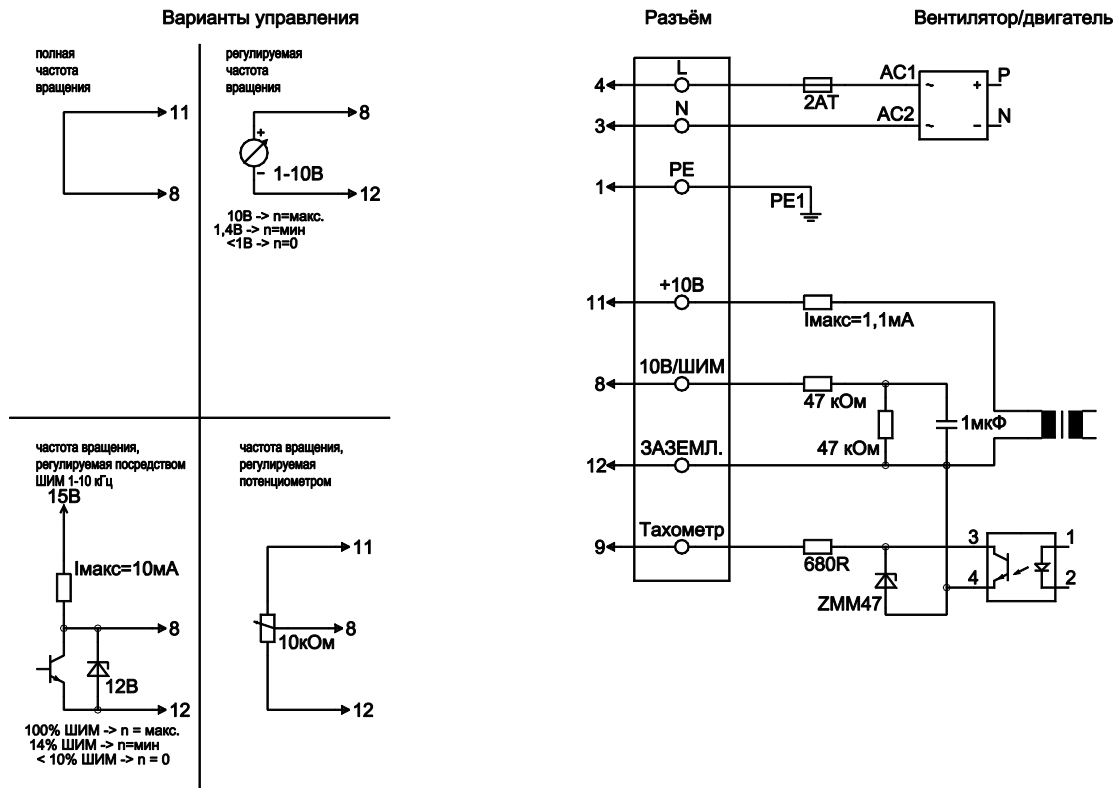 Варианты управления
Разъём
Вентилятор/двигатель
полная
частота
вращения
11
8
регулируемая
частота
вращения
8
+
−
1-10В
12
10В -> n=макс.
1,4В -> n=мин
<1В -> n=0
частота вращения,
регулируемая посредством
ШИМ 1-10 кГц
15В
Iмакс=10мА
8
12В
12
100% ШИМ -> n = макс.
14% ШИМ -> n=мин
< 10% ШИМ -> n = 0
частота вращения,
регулируемая
потенциометром
11
8
10кОм
12
4
L
2АТ
AC1
~
+
P
3
N
AC2
~
−
N
1
PE
PE1
11
+10В
Iмакс=1,1мА
8
10В/ШИМ
47 кОм
47 кОм
1мкФ
12
ЗАЗЕМЛ.
9
Тахометр
680R
ZMM47
3
4
1
2